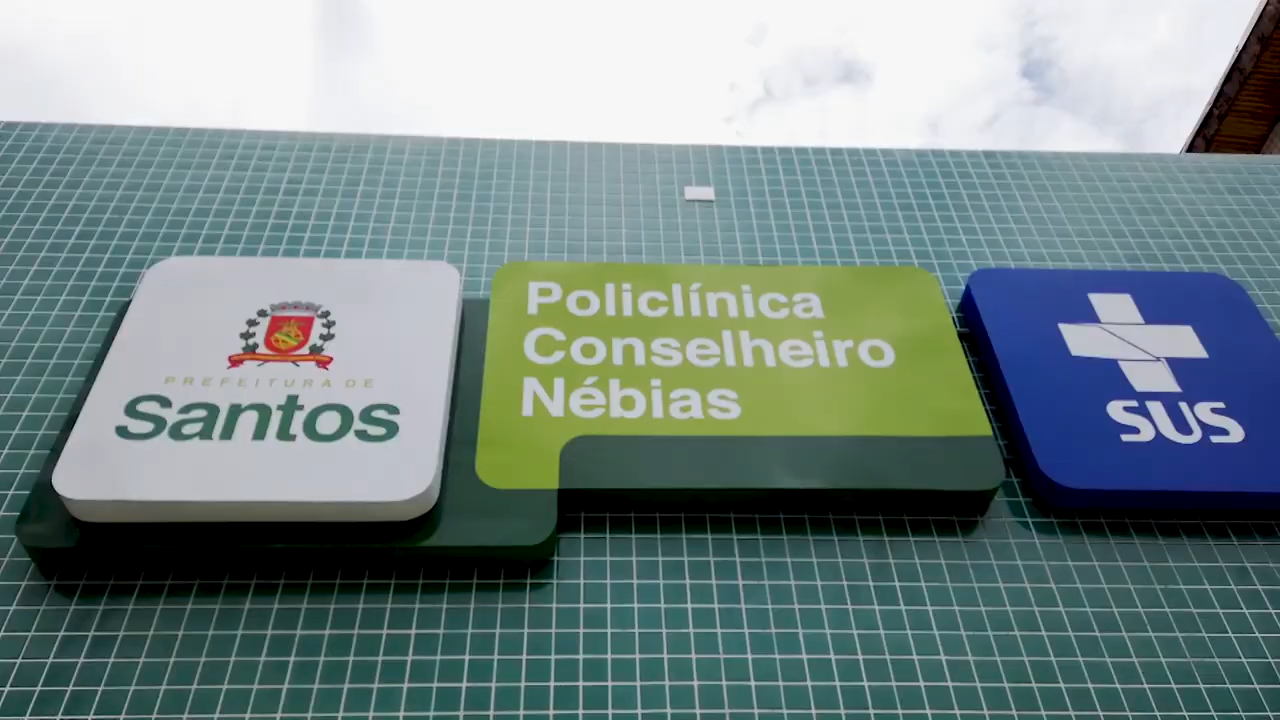 PREFEITURA DE
Santos
Policlínica
Conselheiro
Nébias
SUS